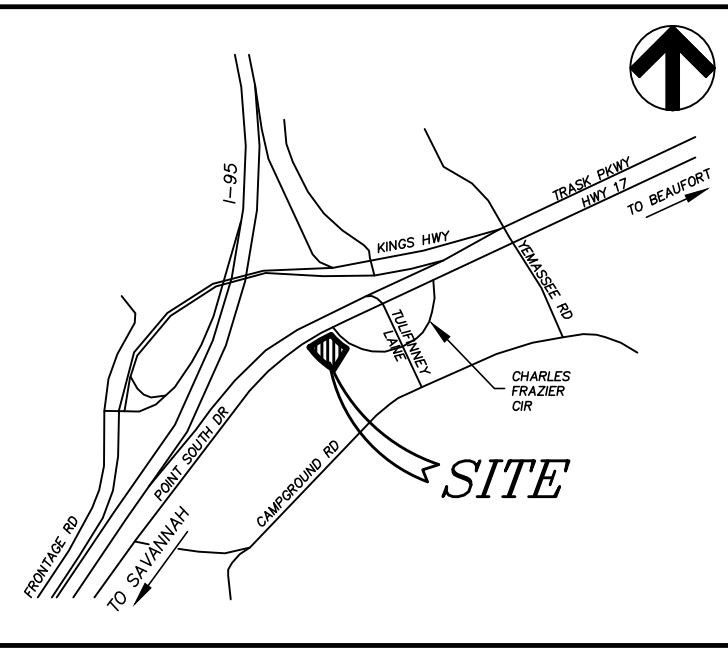 I-95
TRASK PKWY
HWY 17
TO BEAUFORT
KINGS HWY
YEMASSEE RD
TULIFINNEY
LANE
CHARLES
FRAZIER
CIR
POINT SOUTH DR
CAMPGROUND RD
SITE
FRONTAGE RD
TO SAVANNAH